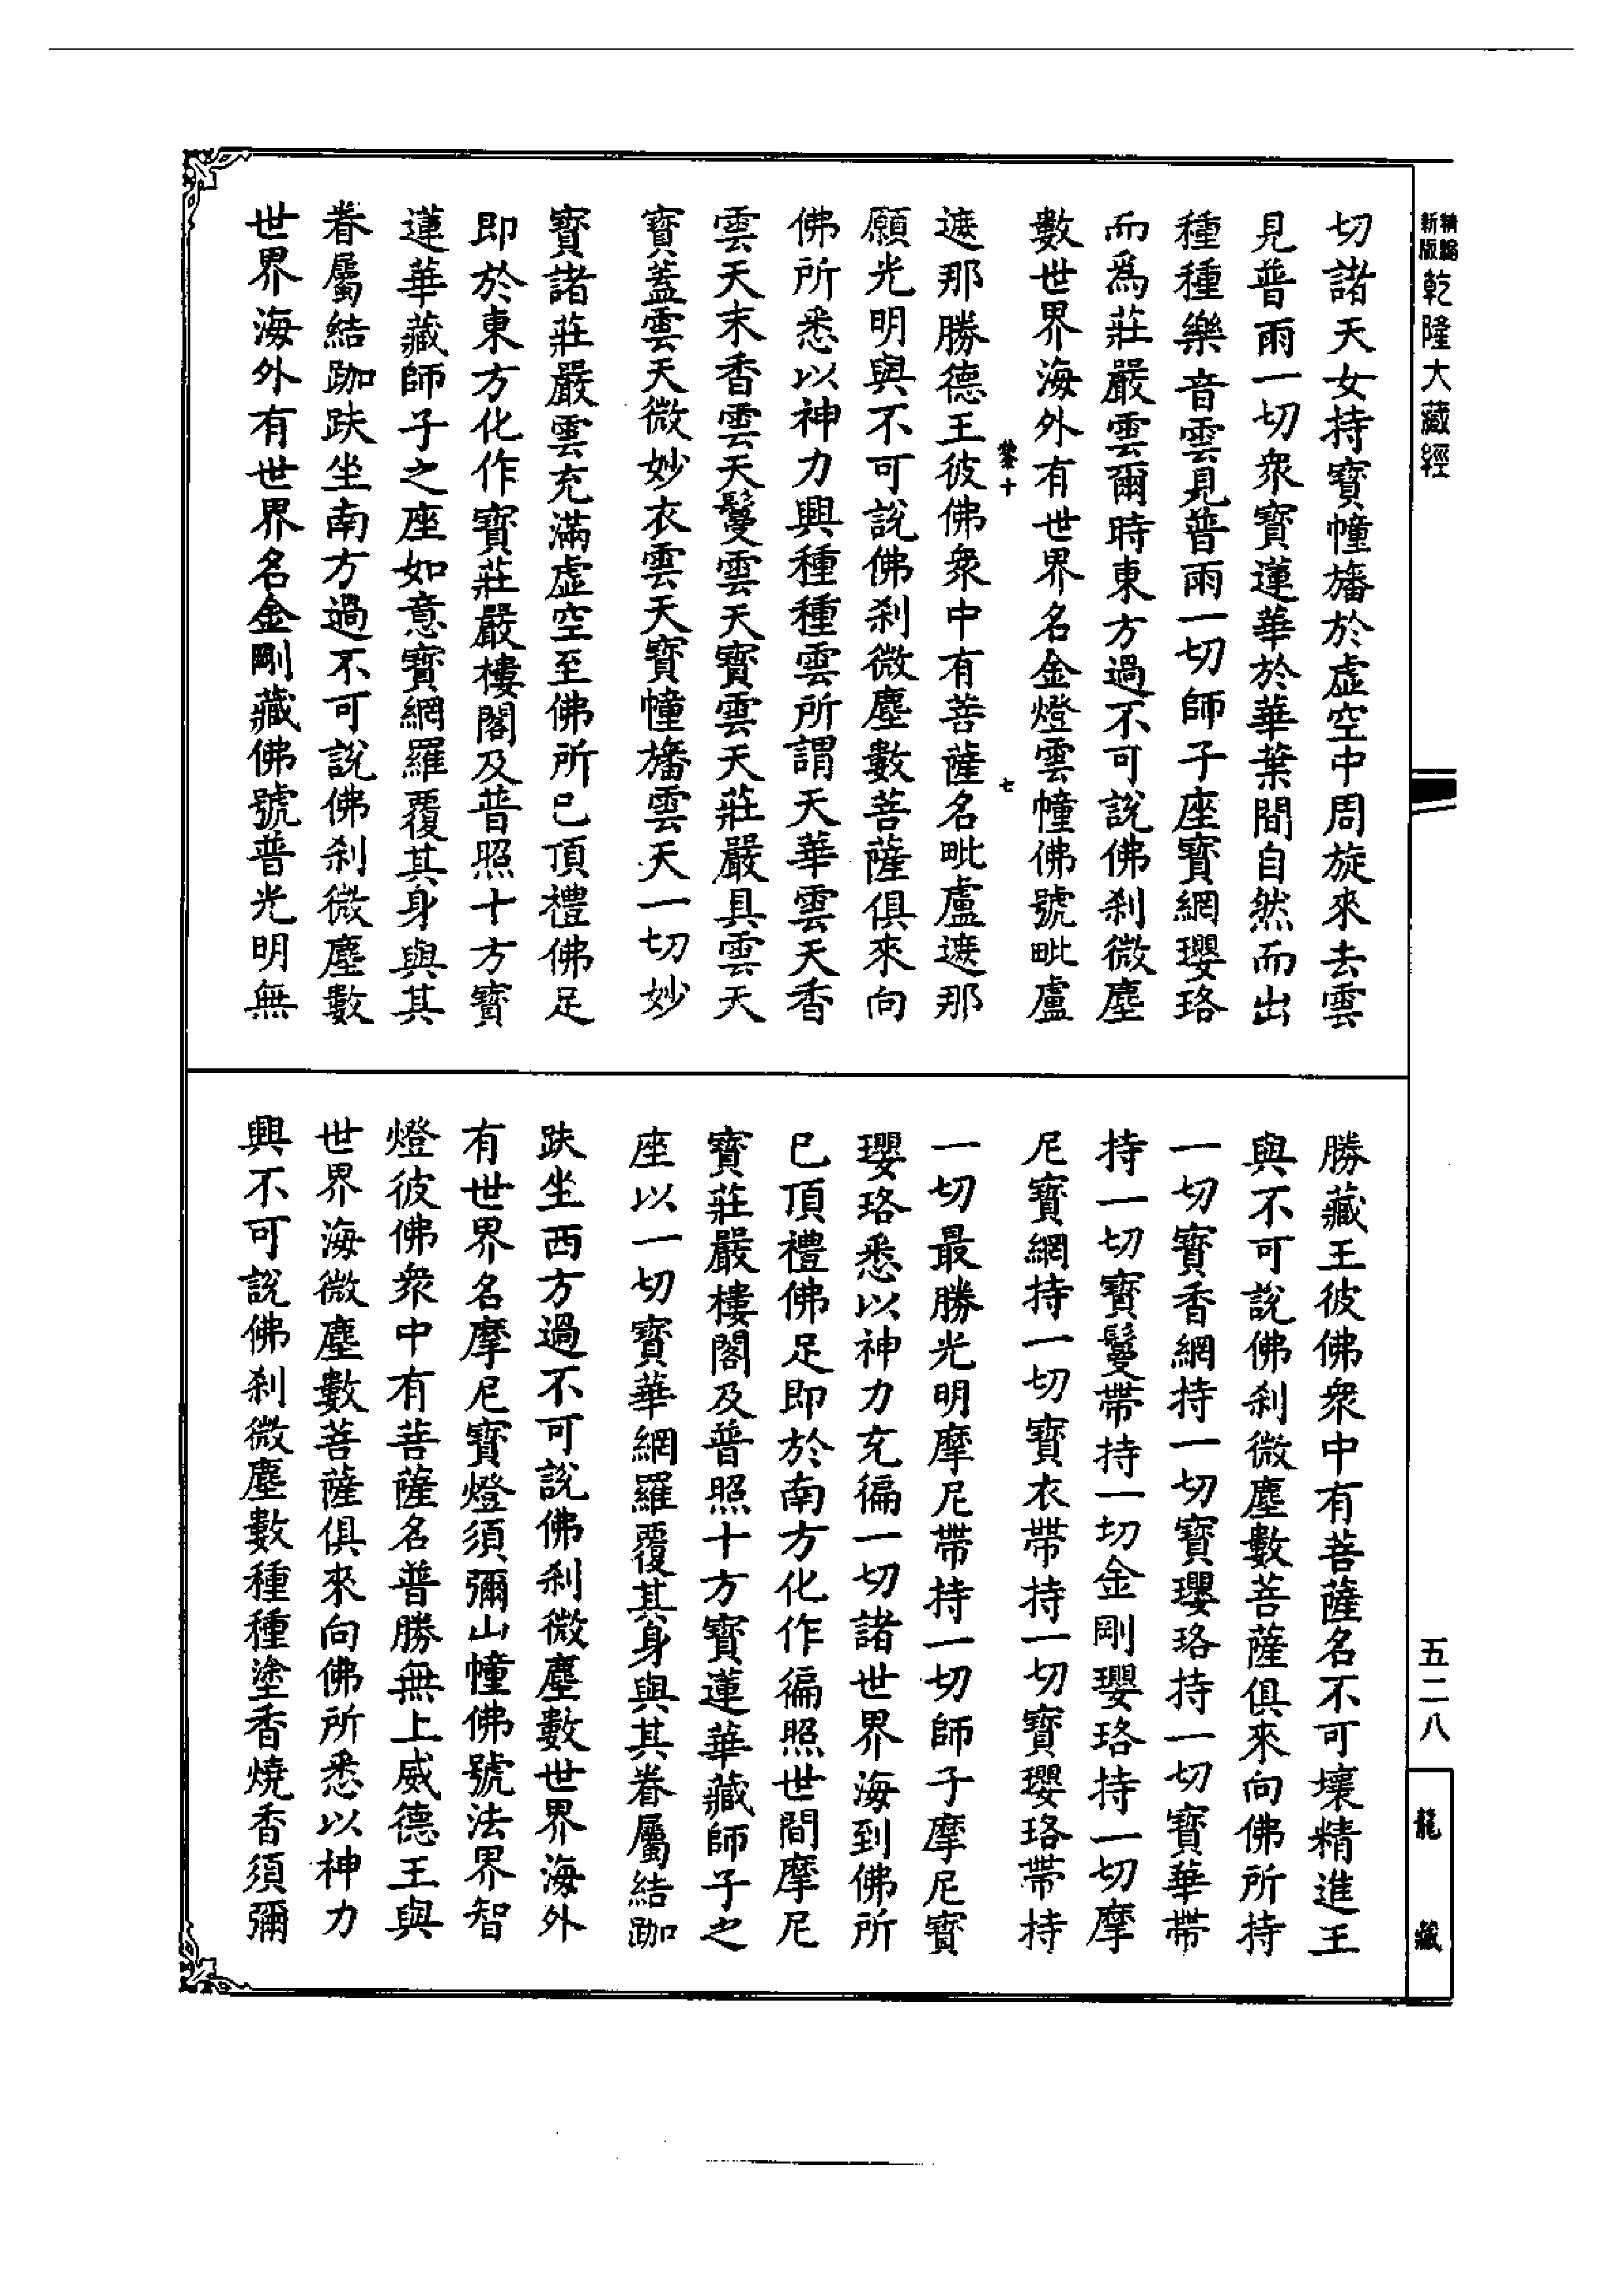 新版
精編
乾隆大藏經
切諸天女持寶幢旛於虛空中周旋來去雲
見普雨一切衆寶蓮華於華葉間自然而出
種種樂音雲見普雨一切師子座寶網瓔珞
而爲莊嚴雲爾時東方過不可說佛刹微塵
數世界海外有世界名金燈雲幢佛號毗盧
十
七
遮那勝德王彼佛衆中有菩薩名毗盧遮那
願光明與不可說佛刹微塵數菩薩俱來向
佛所悉以神力興種種雲所謂天華雲天香
雲天末香雲天鬘雲天寶雲天莊嚴具雲天
寶蓋雲天微妙衣雲天寶幢旛雲天一切妙
寶諸莊嚴雲充滿虛空至佛所已頂禮佛足
即於東方化作寶莊嚴樓閣及普照十方寶
蓮華藏師子之座如意寶網羅覆其身與其
眷屬結跏趺坐南方過不可說佛刹微塵數
世界海外有世界名金剛藏佛號普光明無
勝藏王彼佛衆中有菩薩名不可壞精進王
與不可說佛刹微塵數菩薩俱來向佛所持
一切寶香網持一切寶瓔珞持一切寶華帶
持一切寶鬘帶持一切金剛瓔珞持一切摩
尼寶網持一切寶衣帶持一切寶瓔珞帶持
一切最勝光明摩尼帶持一切師子摩尼寶
瓔珞悉以神力充徧一切諸世界海到佛所
已頂禮佛足即於南方化作徧照世間摩尼
寶莊嚴樓閣及普照十方寶蓮華藏師子之
座以一切寶華網羅覆其身與其眷屬結跏
趺坐西方過不可說佛刹微塵數世界海外
有世界名摩尼寶燈須彌山幢佛號法界智
燈彼佛衆中有菩薩名普勝無上威德王與
世界海微塵數菩薩俱來向佛所悉以神力
興不可說佛刹微塵數種種塗香燒香須彌
五二八
龍藏